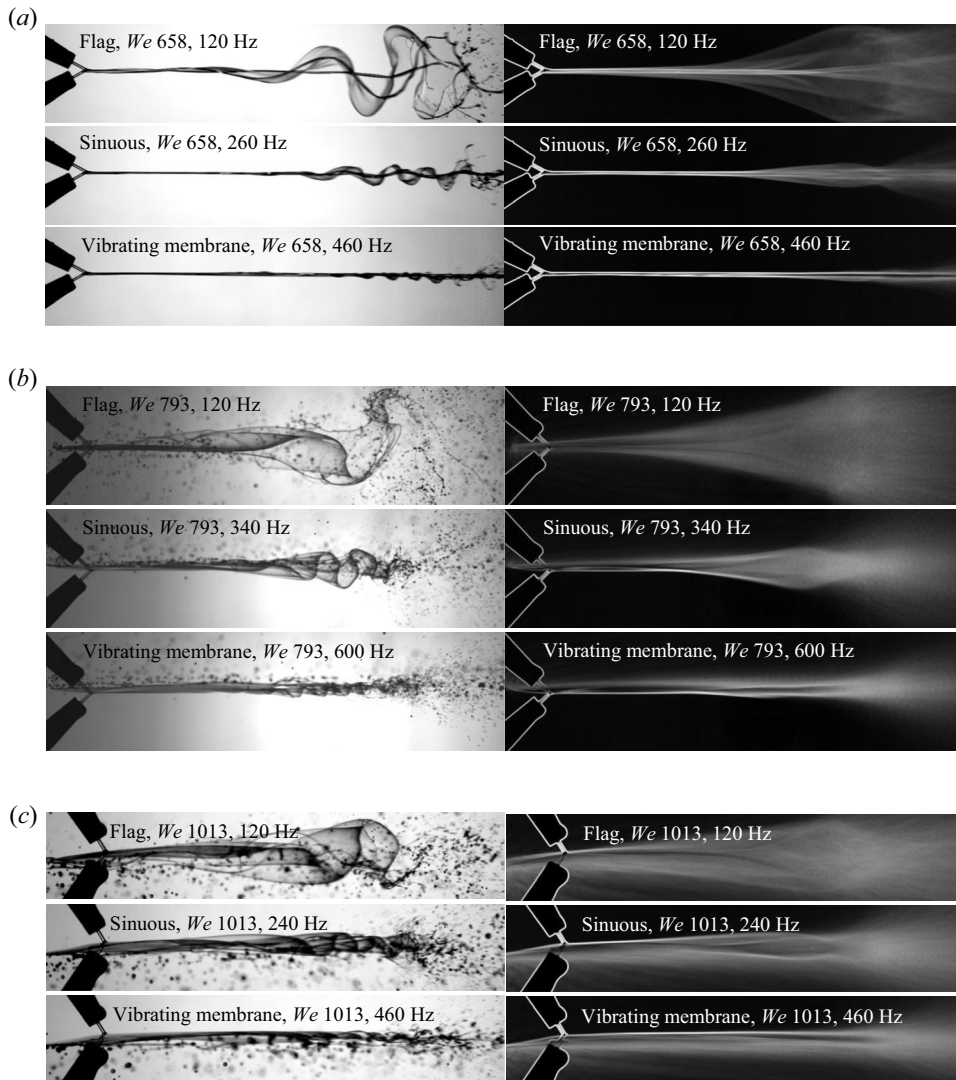 (a)
Flag, We 658, 120 Hz
Flag, We 658, 120 Hz
Sinuous, We 658, 260 Hz
Sinuous, We 658, 260 Hz
Vibrating membrane, We 658, 460 Hz
Vibrating membrane, We 658, 460 Hz
(b)
Flag, We 793, 120 Hz
Flag, We 793, 120 Hz
Sinuous, We 793, 340 Hz
Sinuous, We 793, 340 Hz
Vibrating membrane, We 793, 600 Hz
Vibrating membrane, We 793, 600 Hz
(c)
Flag, We 1013, 120 Hz
Flag, We 1013, 120 Hz
Sinuous, We 1013, 240 Hz
Sinuous, We 1013, 240 Hz
Vibrating membrane, We 1013, 460 Hz
Vibrating membrane, We 1013, 460 Hz